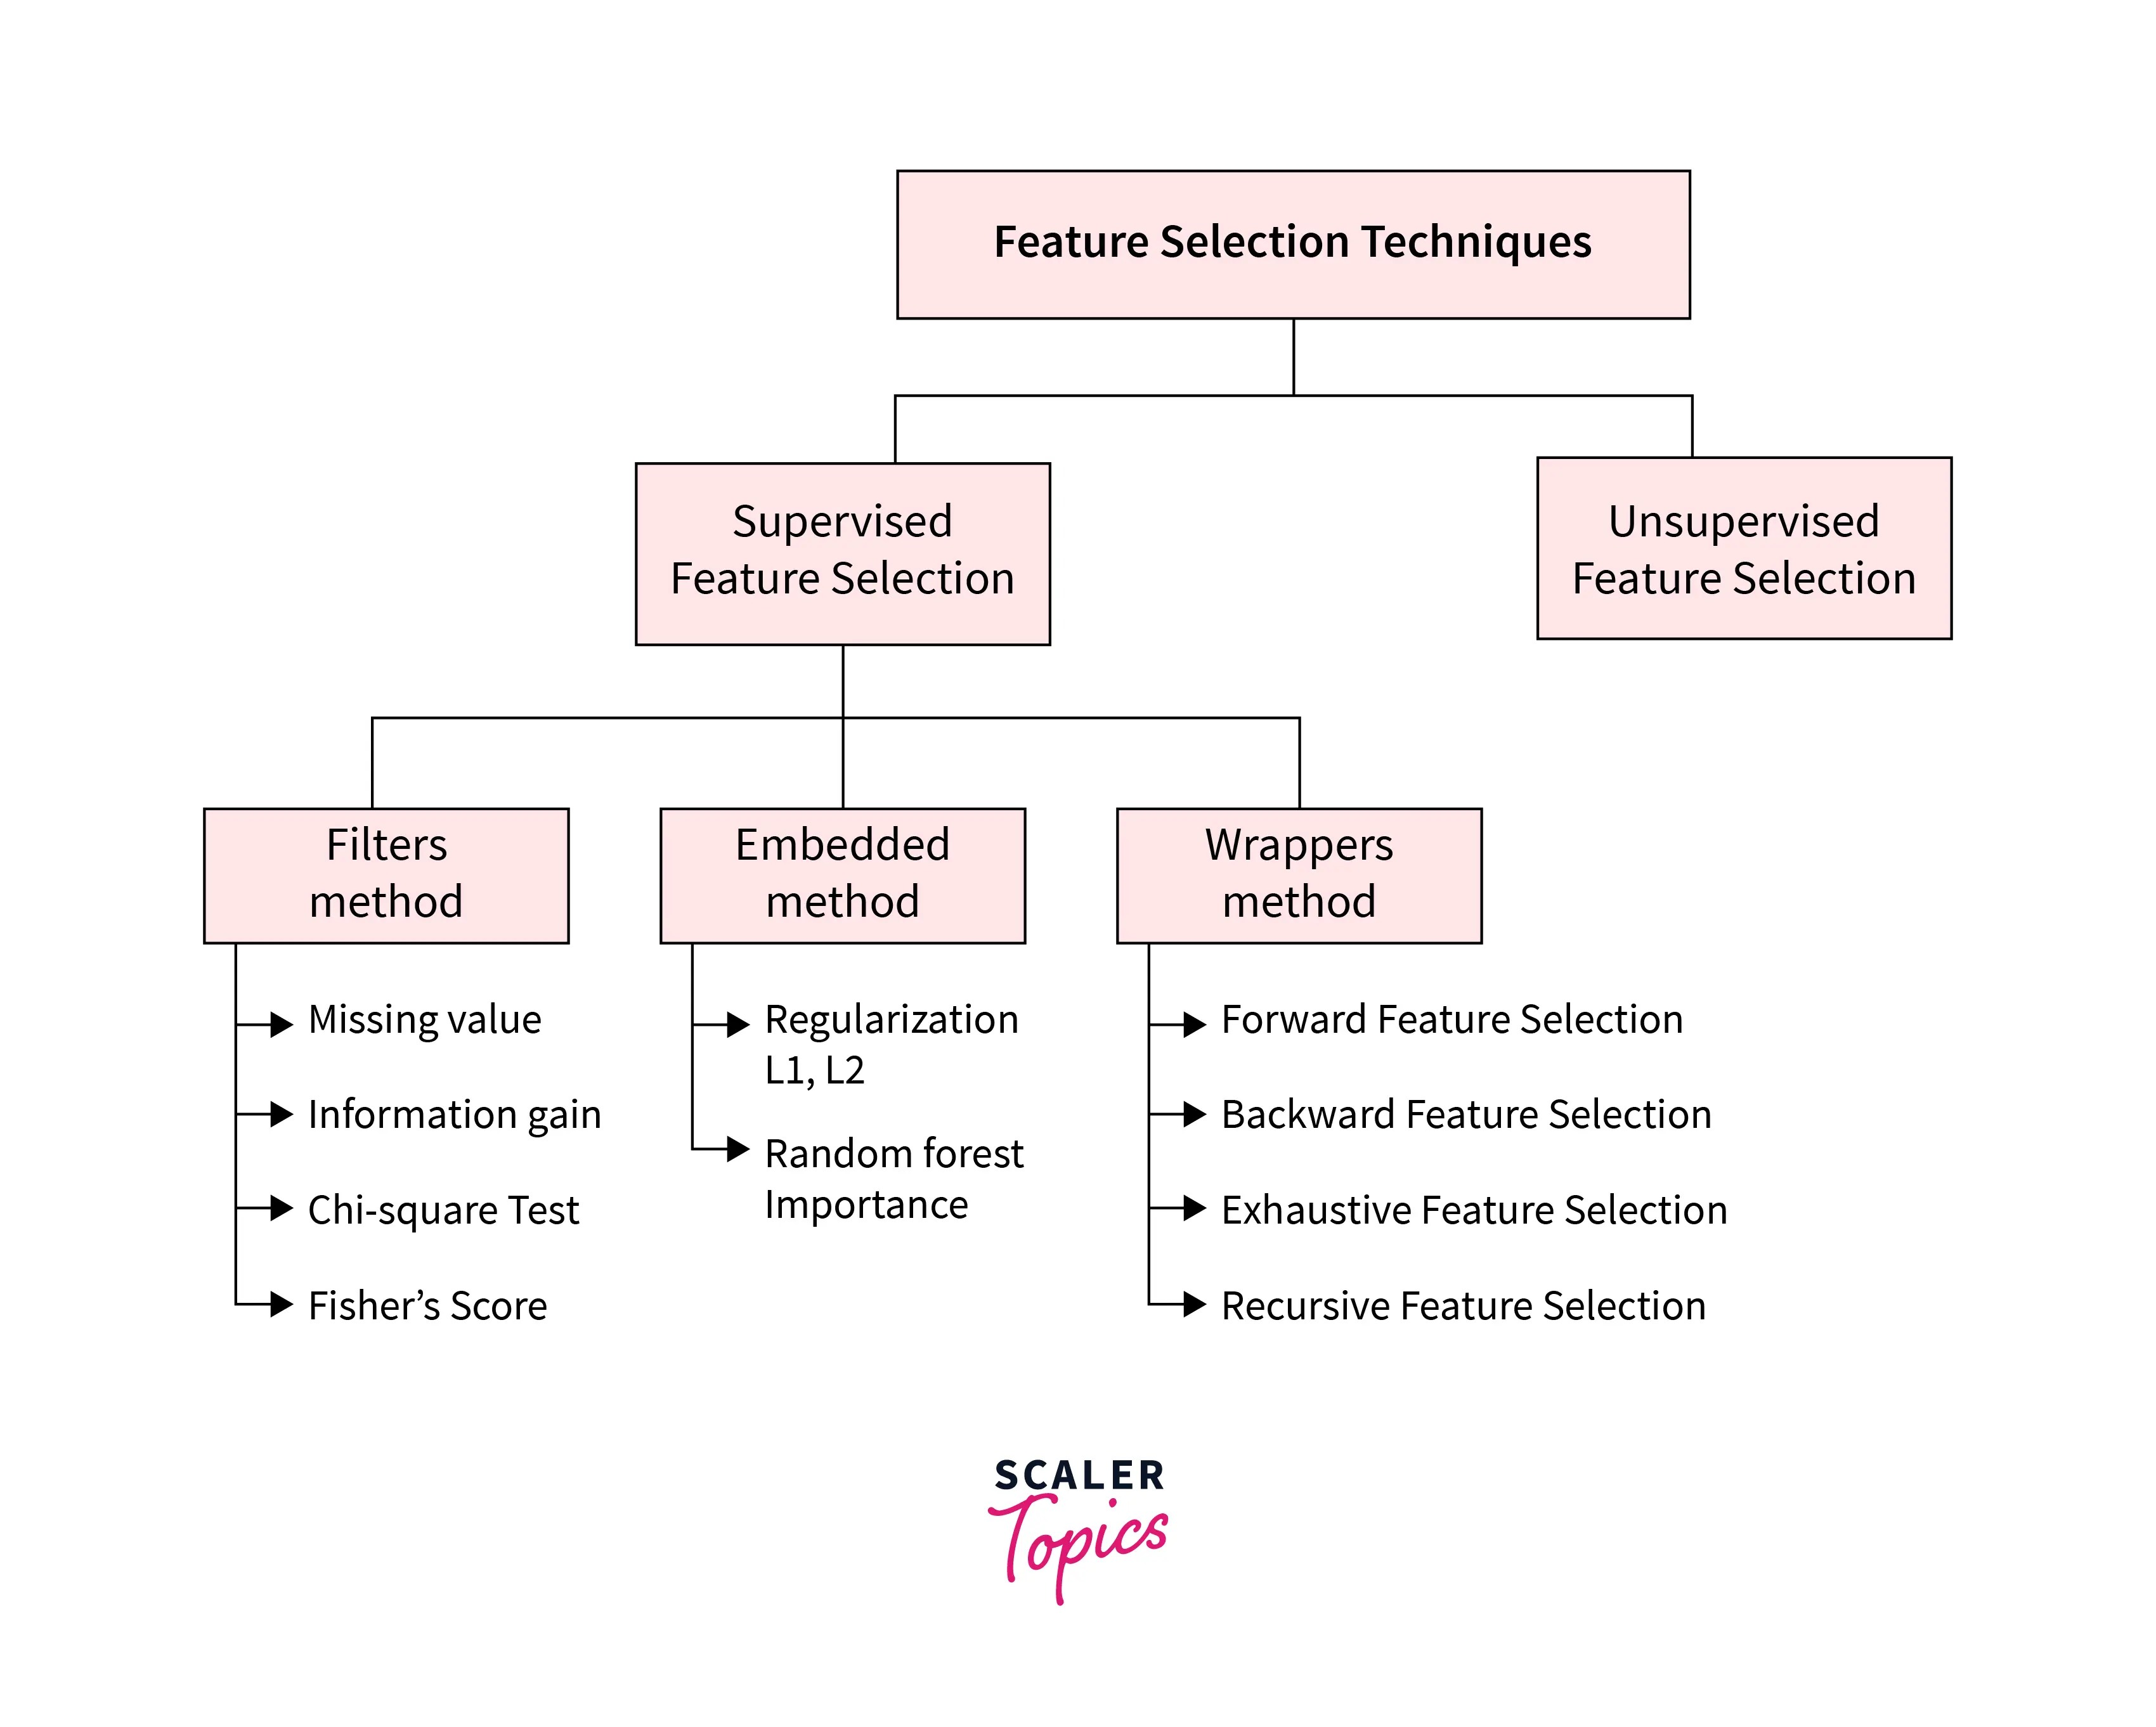 Feature Selection Techniques
Supervised
Feature Selection
Unsupervised
Feature Selection
Filters
method
Missing value
Information gain
Chi-square Test
Fisher’s Score
Embedded
method
Regularization
L1, L2
Random forest
Importance
Wrappers
method
Forward Feature Selection
Backward Feature Selection
Exhaustive Feature Selection
Recursive Feature Selection
SCALER
Topics